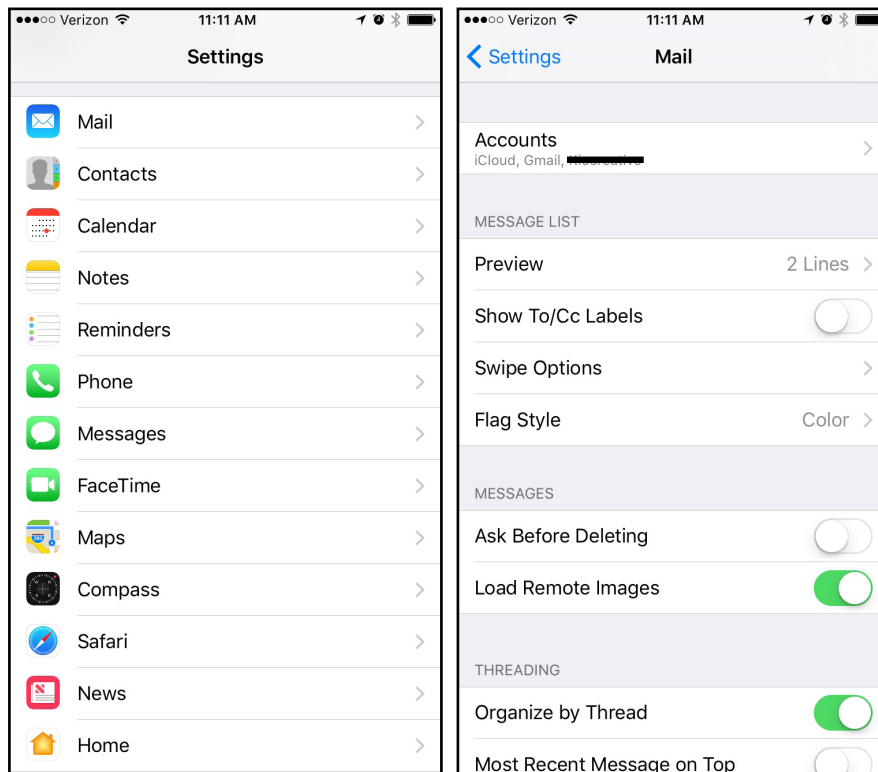 Verizon 11:11 AM
Settings
Mail
Contacts
Calendar
Notes
Reminders
Phone
Messages
FaceTime
Maps
Compass
Safari
News
Home
Verizon 11:11 AM
Settings Mail
Accounts
iCloud, Gmail,
MESSAGE LIST
Preview 2 Lines
Show To/Cc Labels
Swipe Options
Flag Style Color
MESSAGES
Ask Before Deleting
Load Remote Images
THREADING
Organize by Thread
Most Recent Message on Top